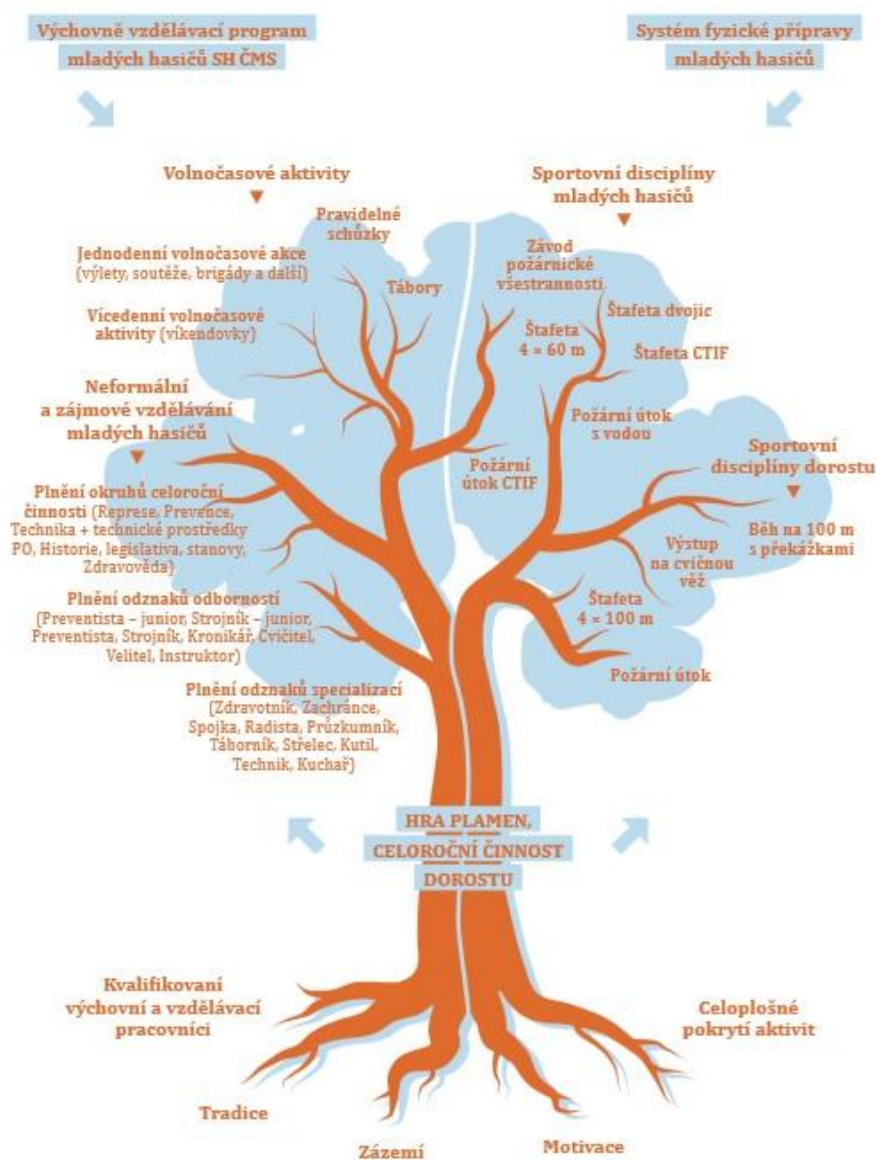 Výchovně vzdělávací program
mladých hasičů SH ČMS
Systém fyzické přípravy
mladých hasičů
Volnočasové aktivity
Sportovní disciplíny
mladých hasičů
Pravidelné
schůzky
Jednodenní volnočasové akce
(výlety, soutěže, brigády a další)
Tábory
Vícedenní volnočasové
aktivity (víkendovky)
Závod
požárnické
všestrannosti
Štafeta dvojic
Štafeta
4 × 60 m
Štafeta CTIF
Neformální
a zájmové vzdělávání
mladých hasičů
Požární útok
s vodou
Požární
útok CTIF
Sportovní
disciplíny dorostu
Plnění okruhů celoroční
činnosti (Represe, Prevence,
Technika + technické prostředky
PO, Historie, legislativa, stanovy,
Zdravověda)
Běh na 100 m
s překážkami
Výstup
na cvičnou
věž
Plnění odznaků odborností
(Preventista – junior, Strojník – junior,
Preventista, Strojník, Kronikář, Cvičitel,
Velitel, Instruktor)
Štafeta
4 × 100 m
Požární útok
Plnění odznaků specializací
(Zdravotník, Zachránce,
Spojka, Radista, Průzkumník,
Táborník, Střelec, Kutil,
Technik, Kuchař)
HRA PLAMEN,
CELOROČNÍ ČINNOST
DOROSTU
Kvalifikovaní
výchovní a vzdělávací
pracovníci
Celoplošné
pokrytí aktivit
Tradice
Zázemí
Motivace